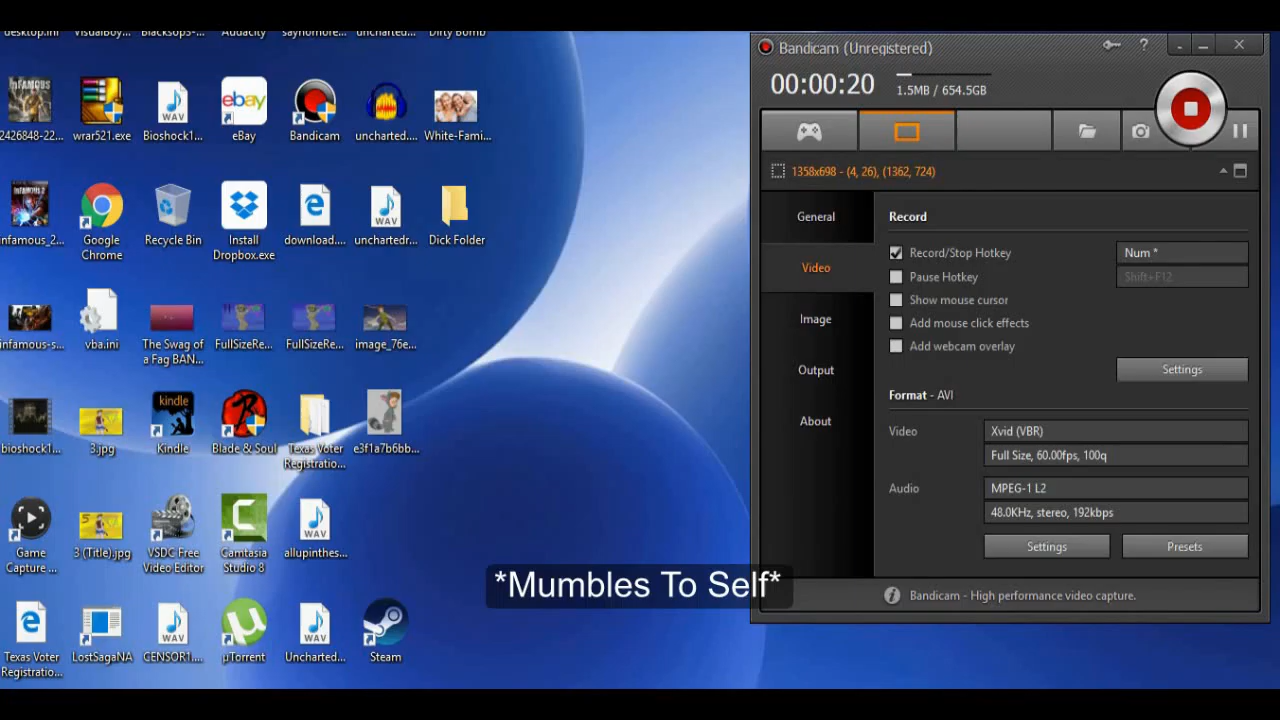 desktop.ini
VisualBoy...
Blackops3-...
Audacity
saynomore...
uncharted...
Dirty Bomb
2426848-22...
wrar521.exe
Bioshock1...
eBay
Bandicam
uncharted....
White-Fami...
infamous_2...
Google
Chrome
Recycle Bin
Install
Dropbox.exe
download....
unchartedr...
Dick Folder
infamous-s...
vba.ini
The Swag of
a Fag BAN...
FullSizeRe...
FullSizeRe...
image_76e...
bioshock1...
3.jpg
Kindle
Blade & Soul
Texas Voter
Registratio...
e3f1a7b6bb...
Game
Capture ...
3 (Title).jpg
VSDC Free
Video Editor
Camtasia
Studio 8
allupinthes...
Texas Voter
Registratio...
LostSagaNA
CENSOR1....
µTorrent
Uncharted...
Steam
INFAMOUS
ebay
WAV
kindle
*Mumbles To Self*
Bandicam (Unregistered)
00:00:20
1.5MB / 654.5GB
1358x698 - (4, 26), (1362, 724)
General
Video
Image
Output
About
Record
Record/Stop Hotkey
Num *
Pause Hotkey
Shift+F12
Show mouse cursor
Add mouse click effects
Add webcam overlay
Settings
Format - AVI
Video
Xvid (VBR)
Full Size, 60.00fps, 100q
Audio
MPEG-1 L2
48.0KHz, stereo, 192kbps
Settings
Presets
Bandicam - High performance video capture.